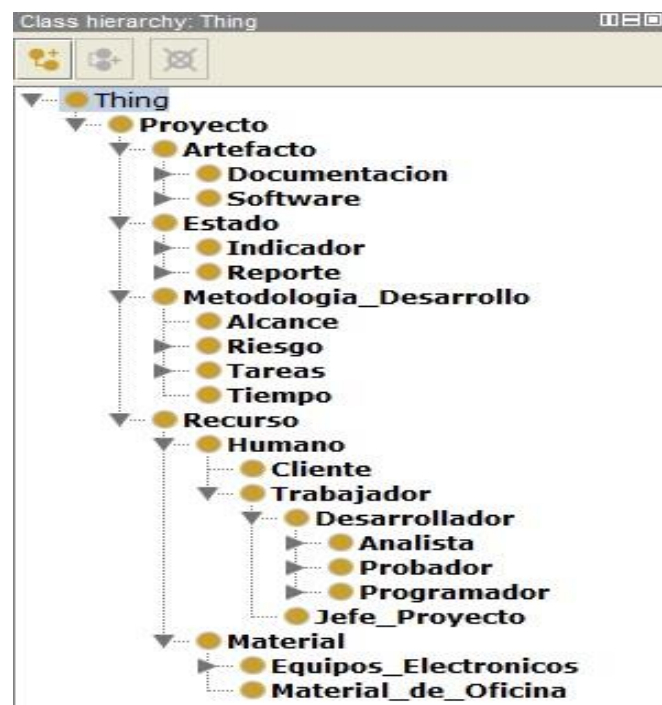 Class hierarchy: Thing
Thing
Proyecto
Artefacto
Documentacion
Software
Estado
Indicador
Reporte
Metodologia_Desarrollo
Alcance
Riesgo
Tareas
Tiempo
Recurso
Humano
Cliente
Trabajador
Desarrollador
Analista
Probador
Programador
Jefe_Proyecto
Material
Equipos_Electronicos
Material_de_Oficina